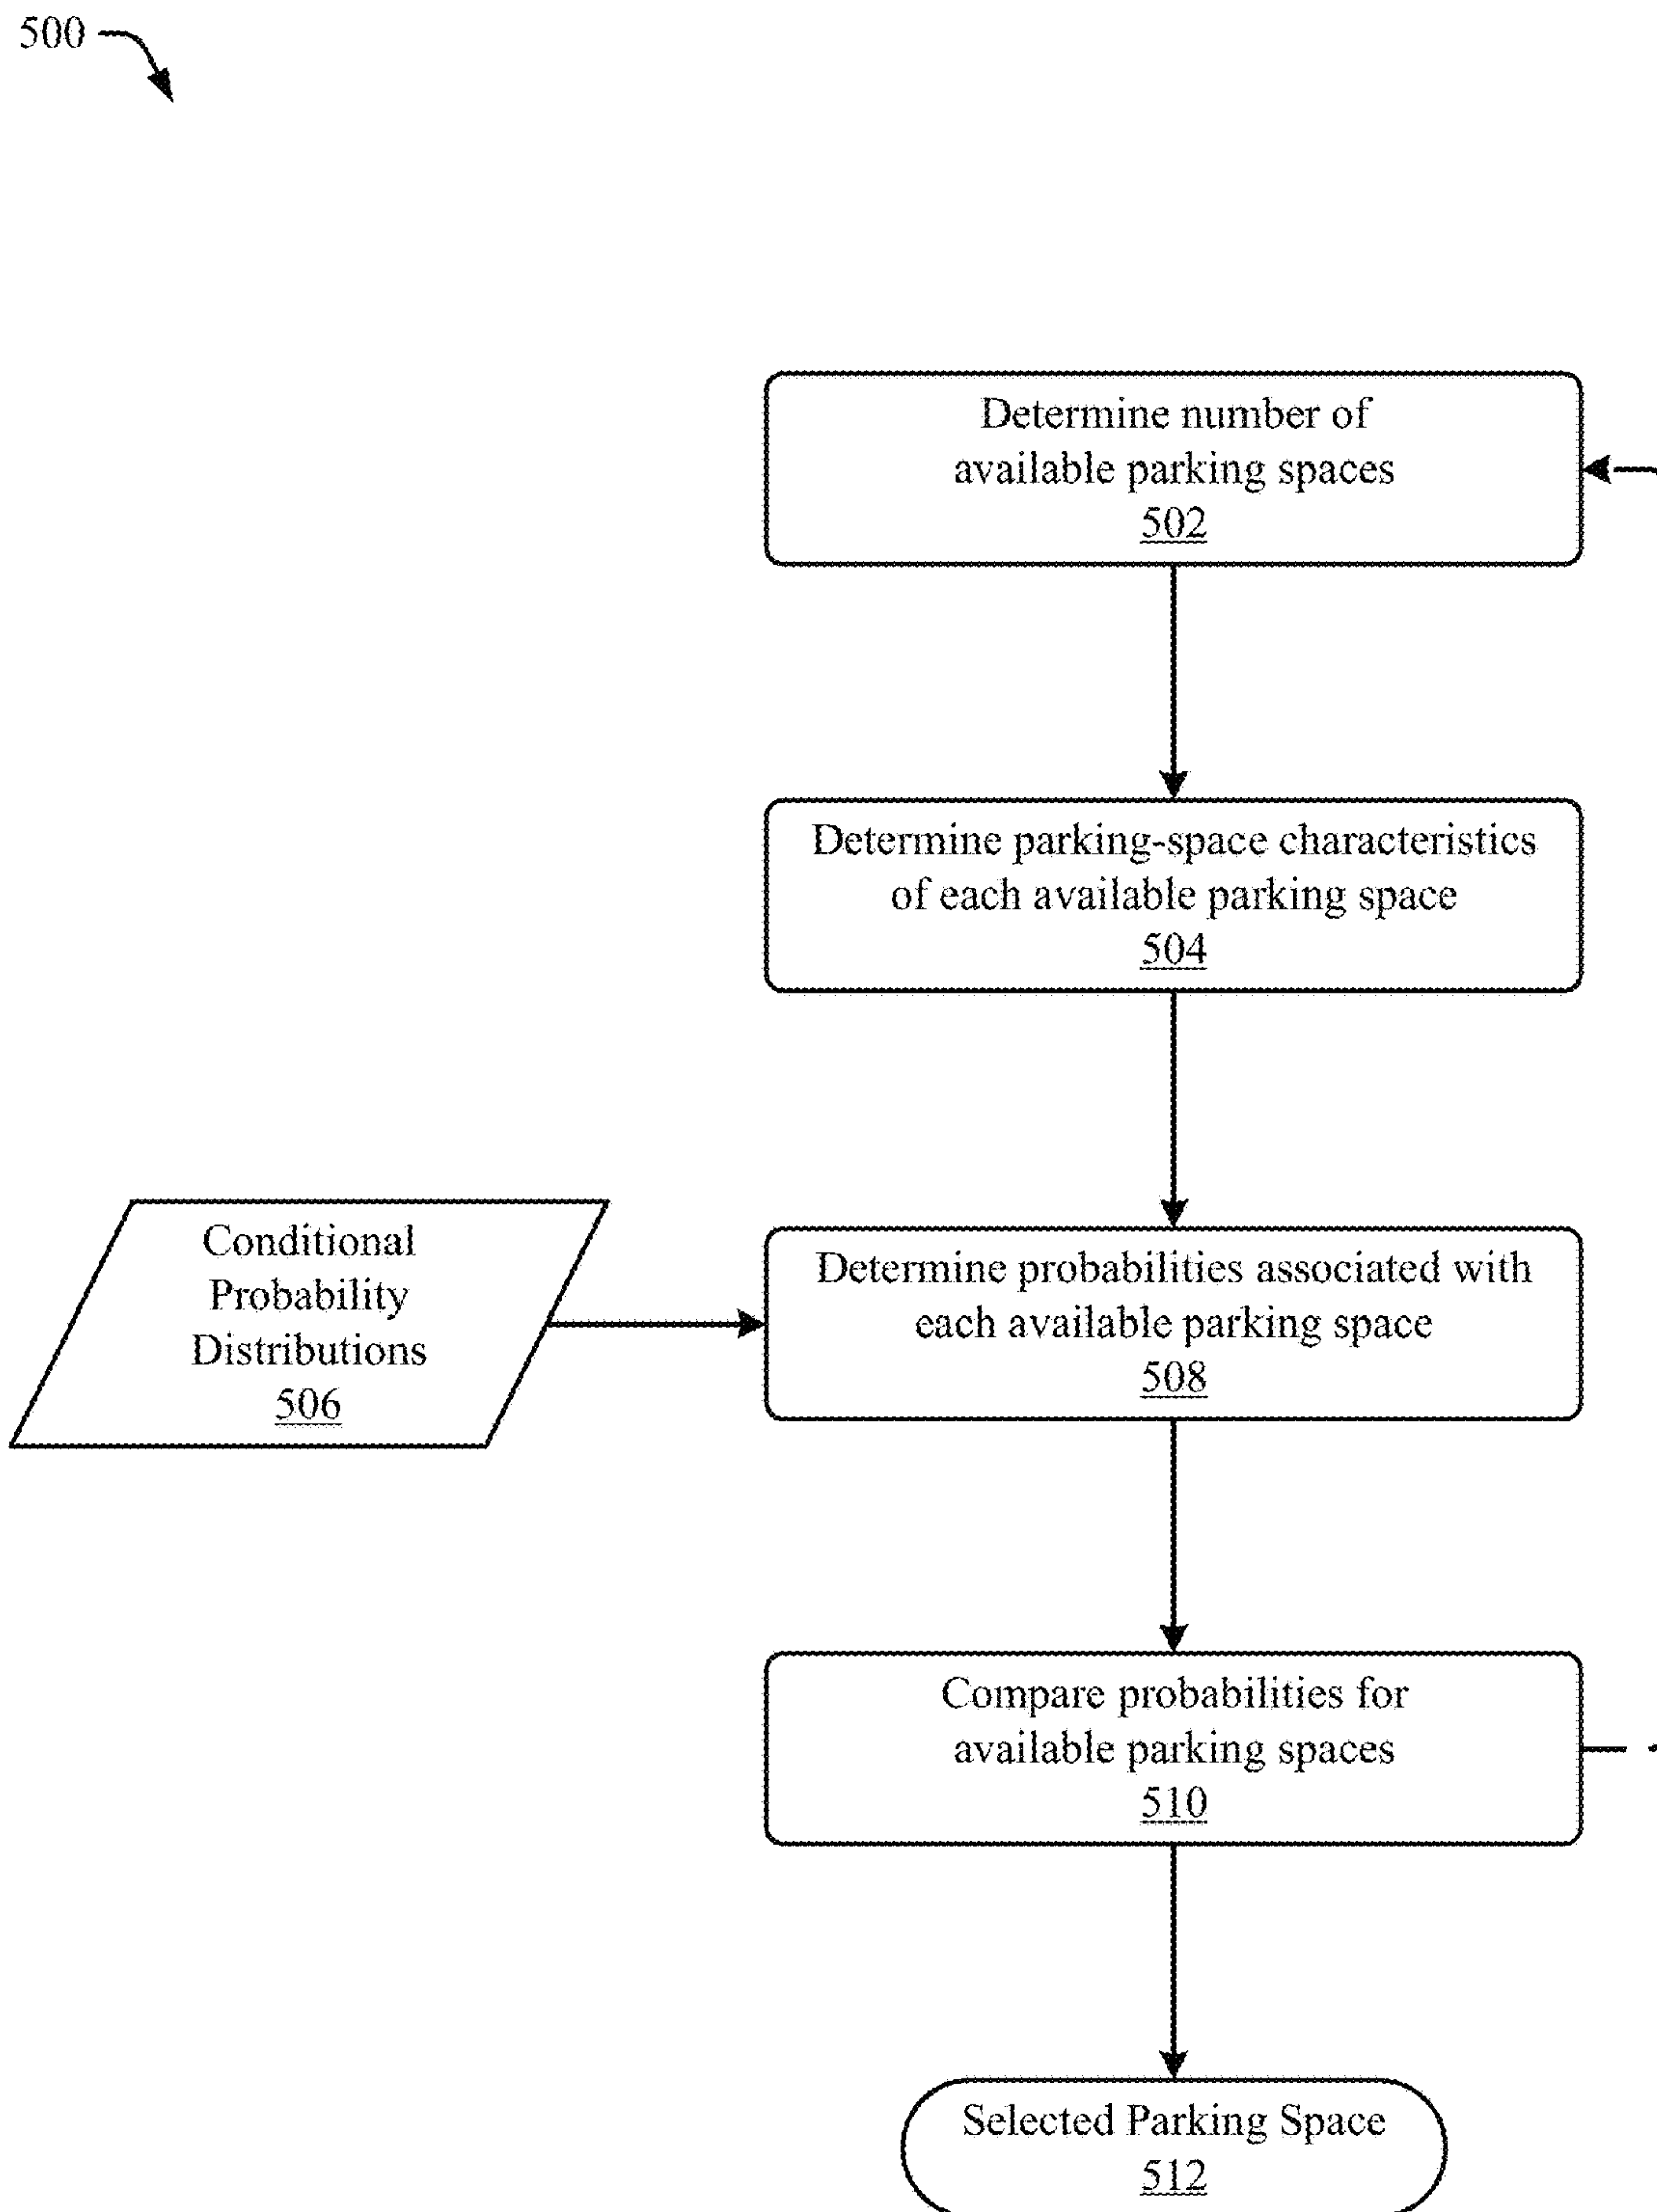 500
Determine number of
available parking spaces
502
Determine parking-space characteristics
of each available parking space
504
Conditional
Probability
Distributions
506
Determine probabilities associated with
each available parking space
508
Compare probabilities for
available parking spaces
510
Selected Parking Space
512